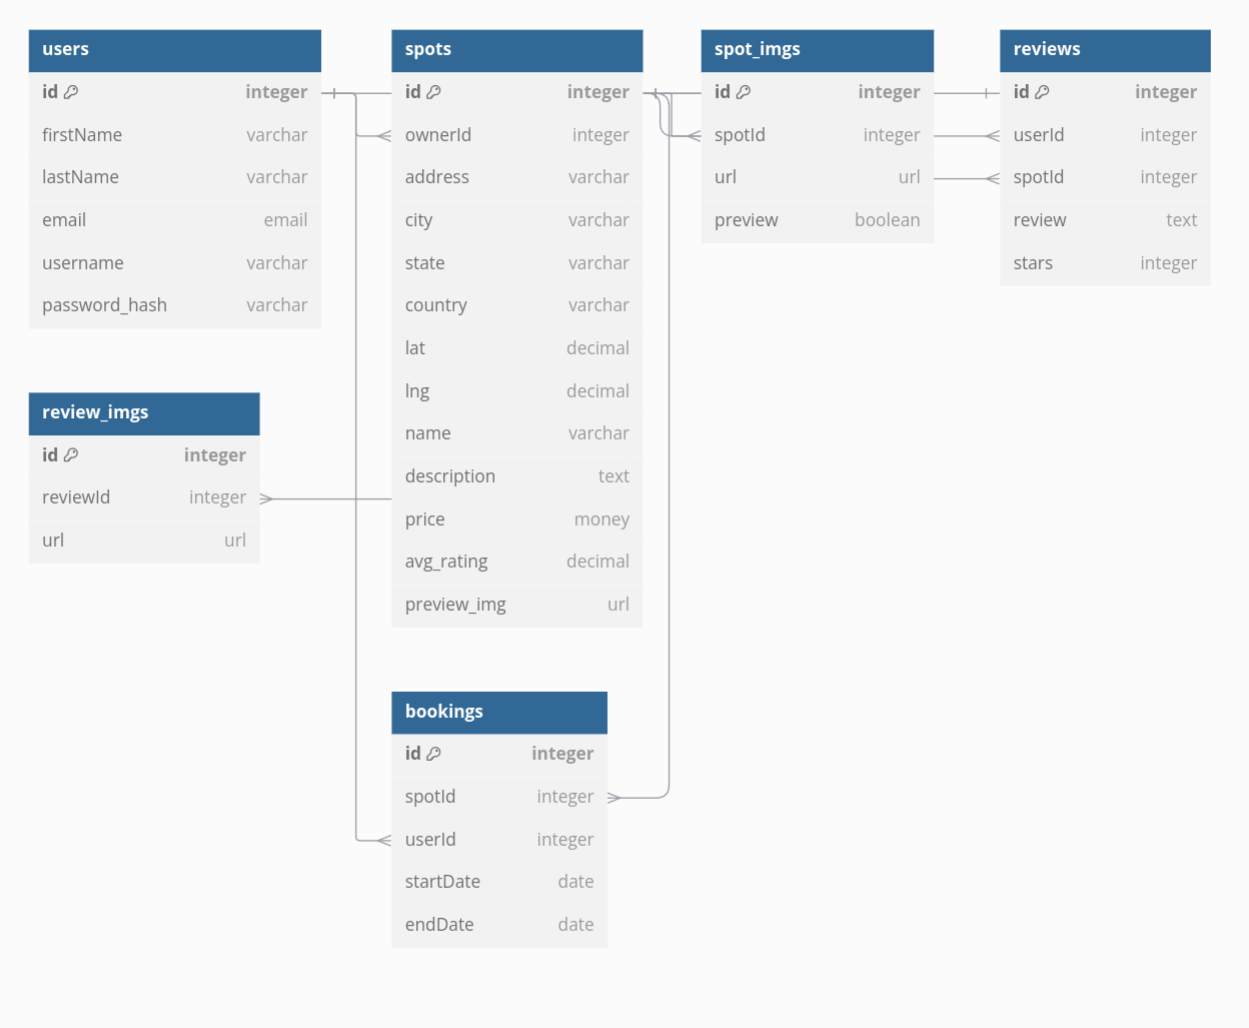 users
id integer
firstName varchar
lastName varchar
email email
username varchar
password_hash varchar
spots
id integer
ownerId integer
address varchar
city varchar
state varchar
country varchar
lat decimal
lng decimal
name varchar
description text
price money
avg_rating decimal
preview_img url
spot_imgs
id integer
spotId integer
url url
preview boolean
reviews
id integer
userId integer
spotId integer
review text
stars integer
review_imgs
id integer
reviewId integer
url url
bookings
id integer
spotId integer
userId integer
startDate date
endDate date